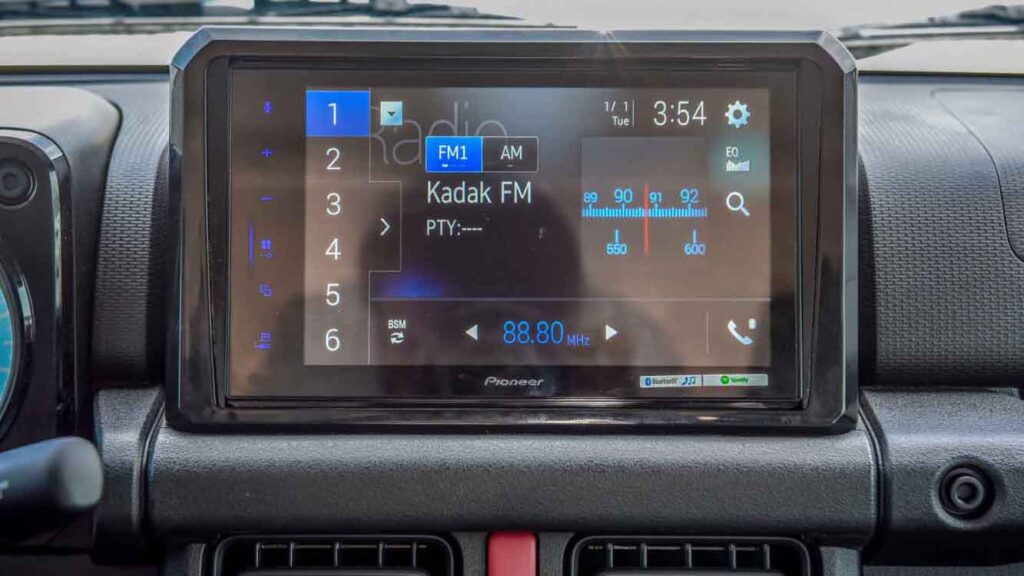 1
2
3
4
5
6
Radio
1/ 1
Tue
3:54
FM1
AM
EQ
Kadak FM
PTY:----
89 90 91 92
550 600
BSM
88.80 MHz
Pioneer
Bluetooth
Spotify